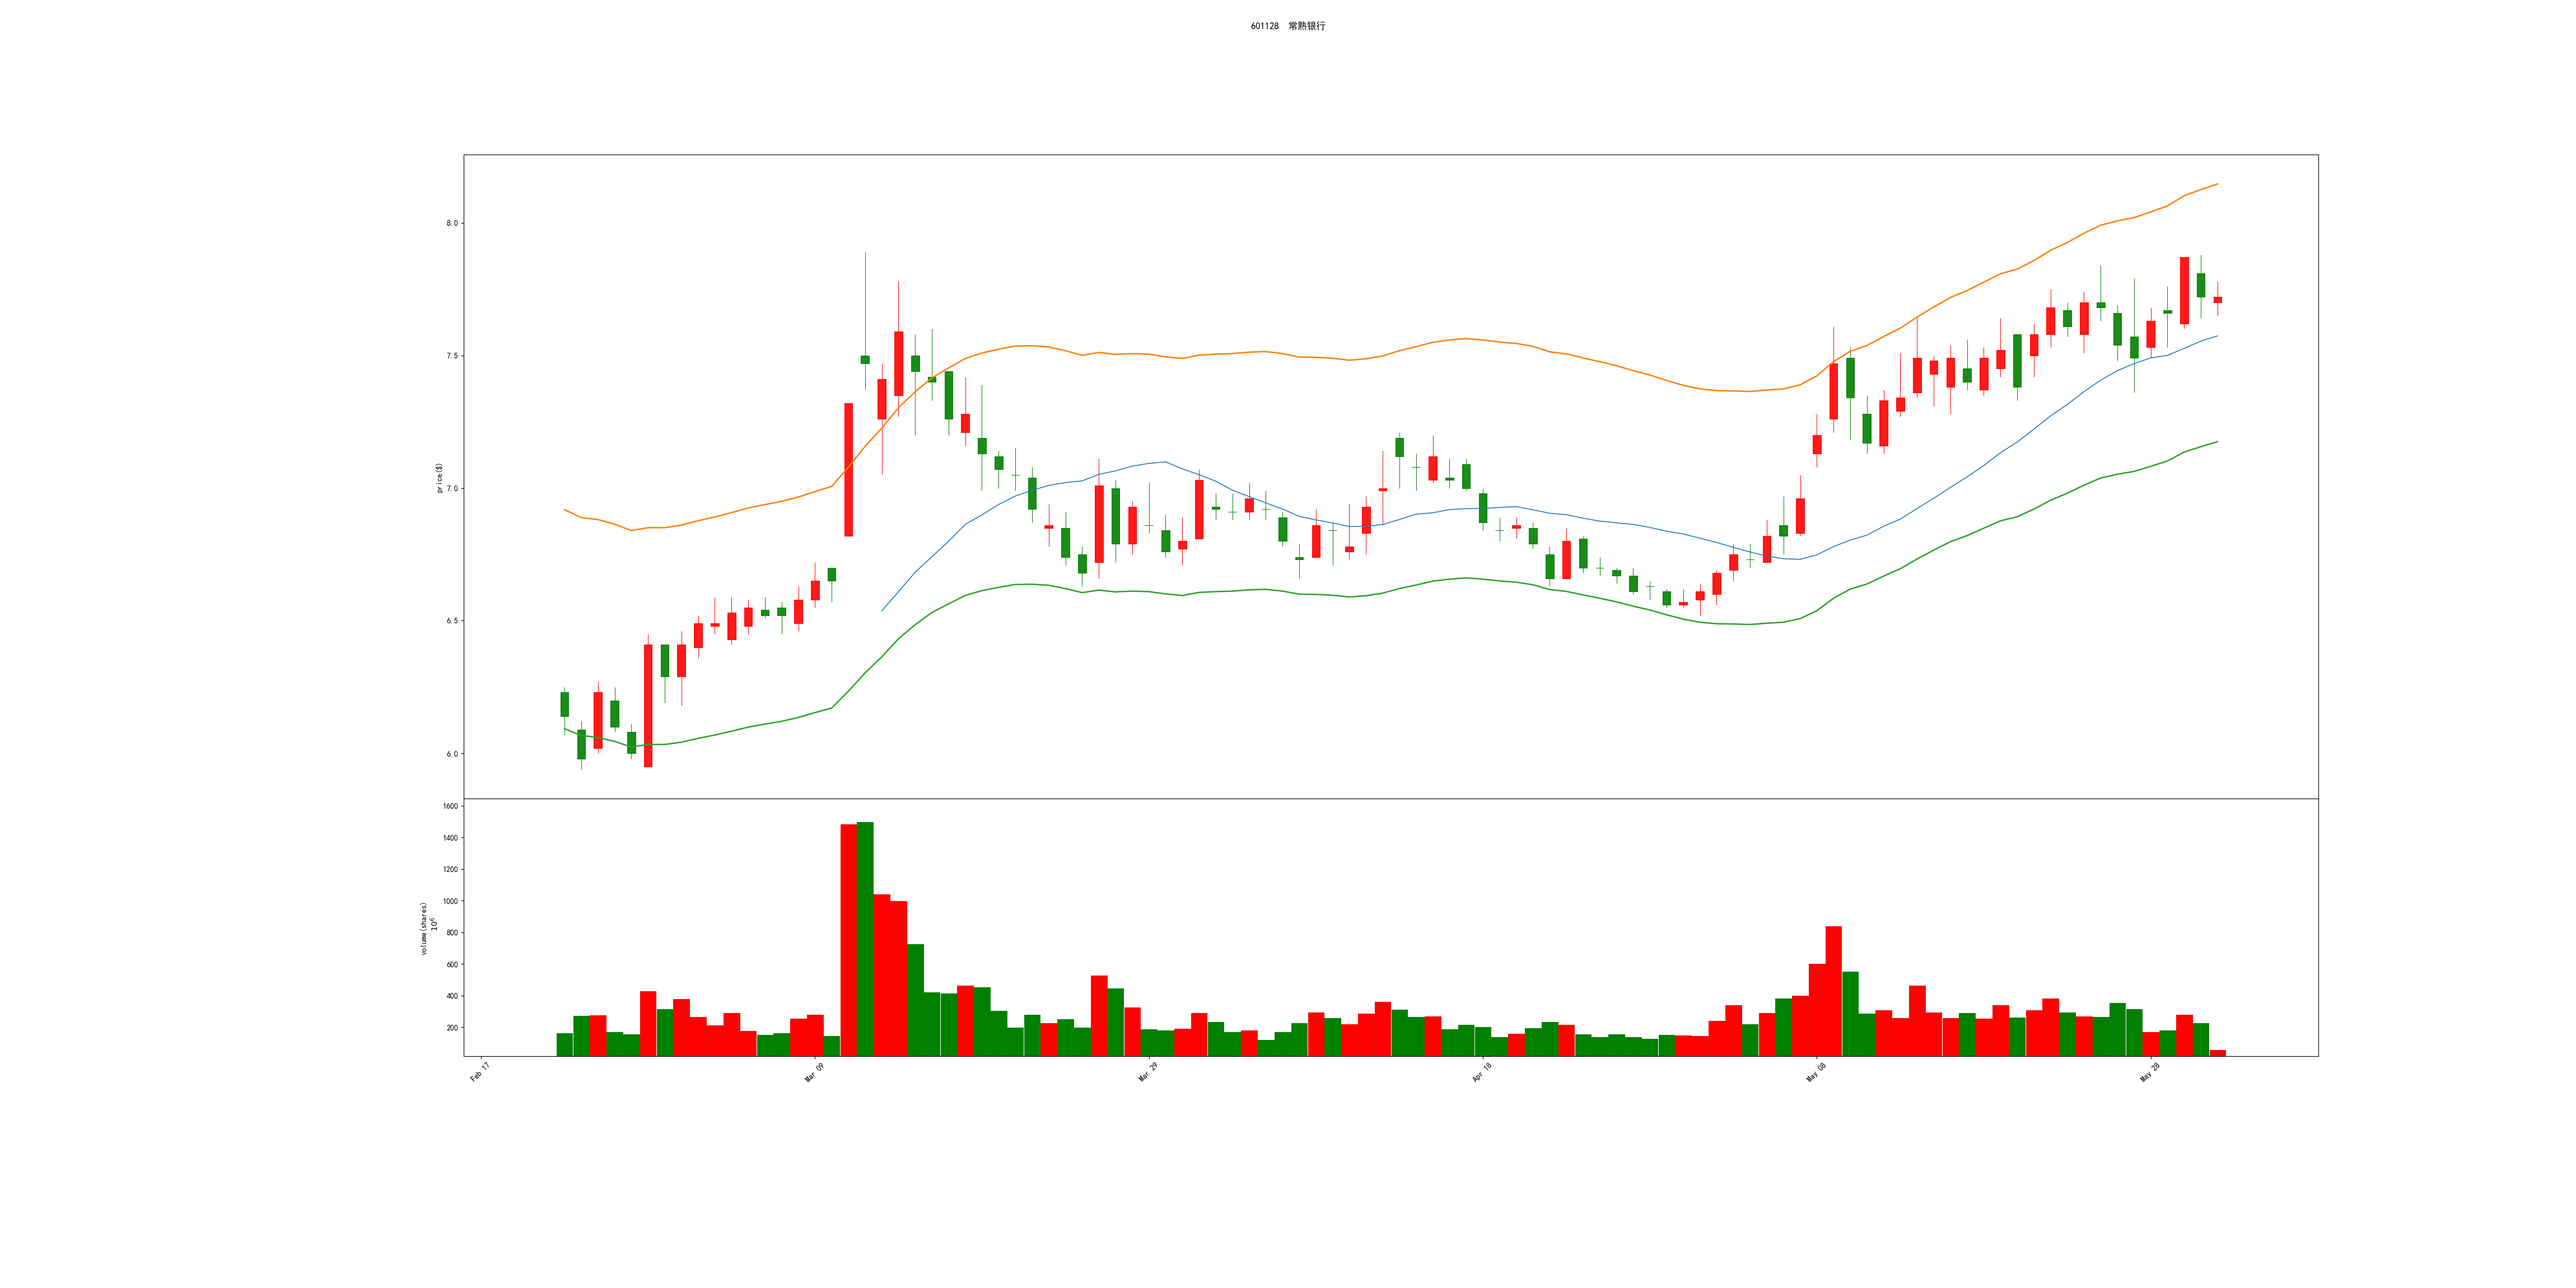 601128 常熟银行
price($)
8.0
7.5
7.0
6.5
6.0
volume(shares)
10^6
1600
1400
1200
1000
800
600
400
200
Feb 17
Mar 09
Mar 29
Apr 18
May 08
May 28